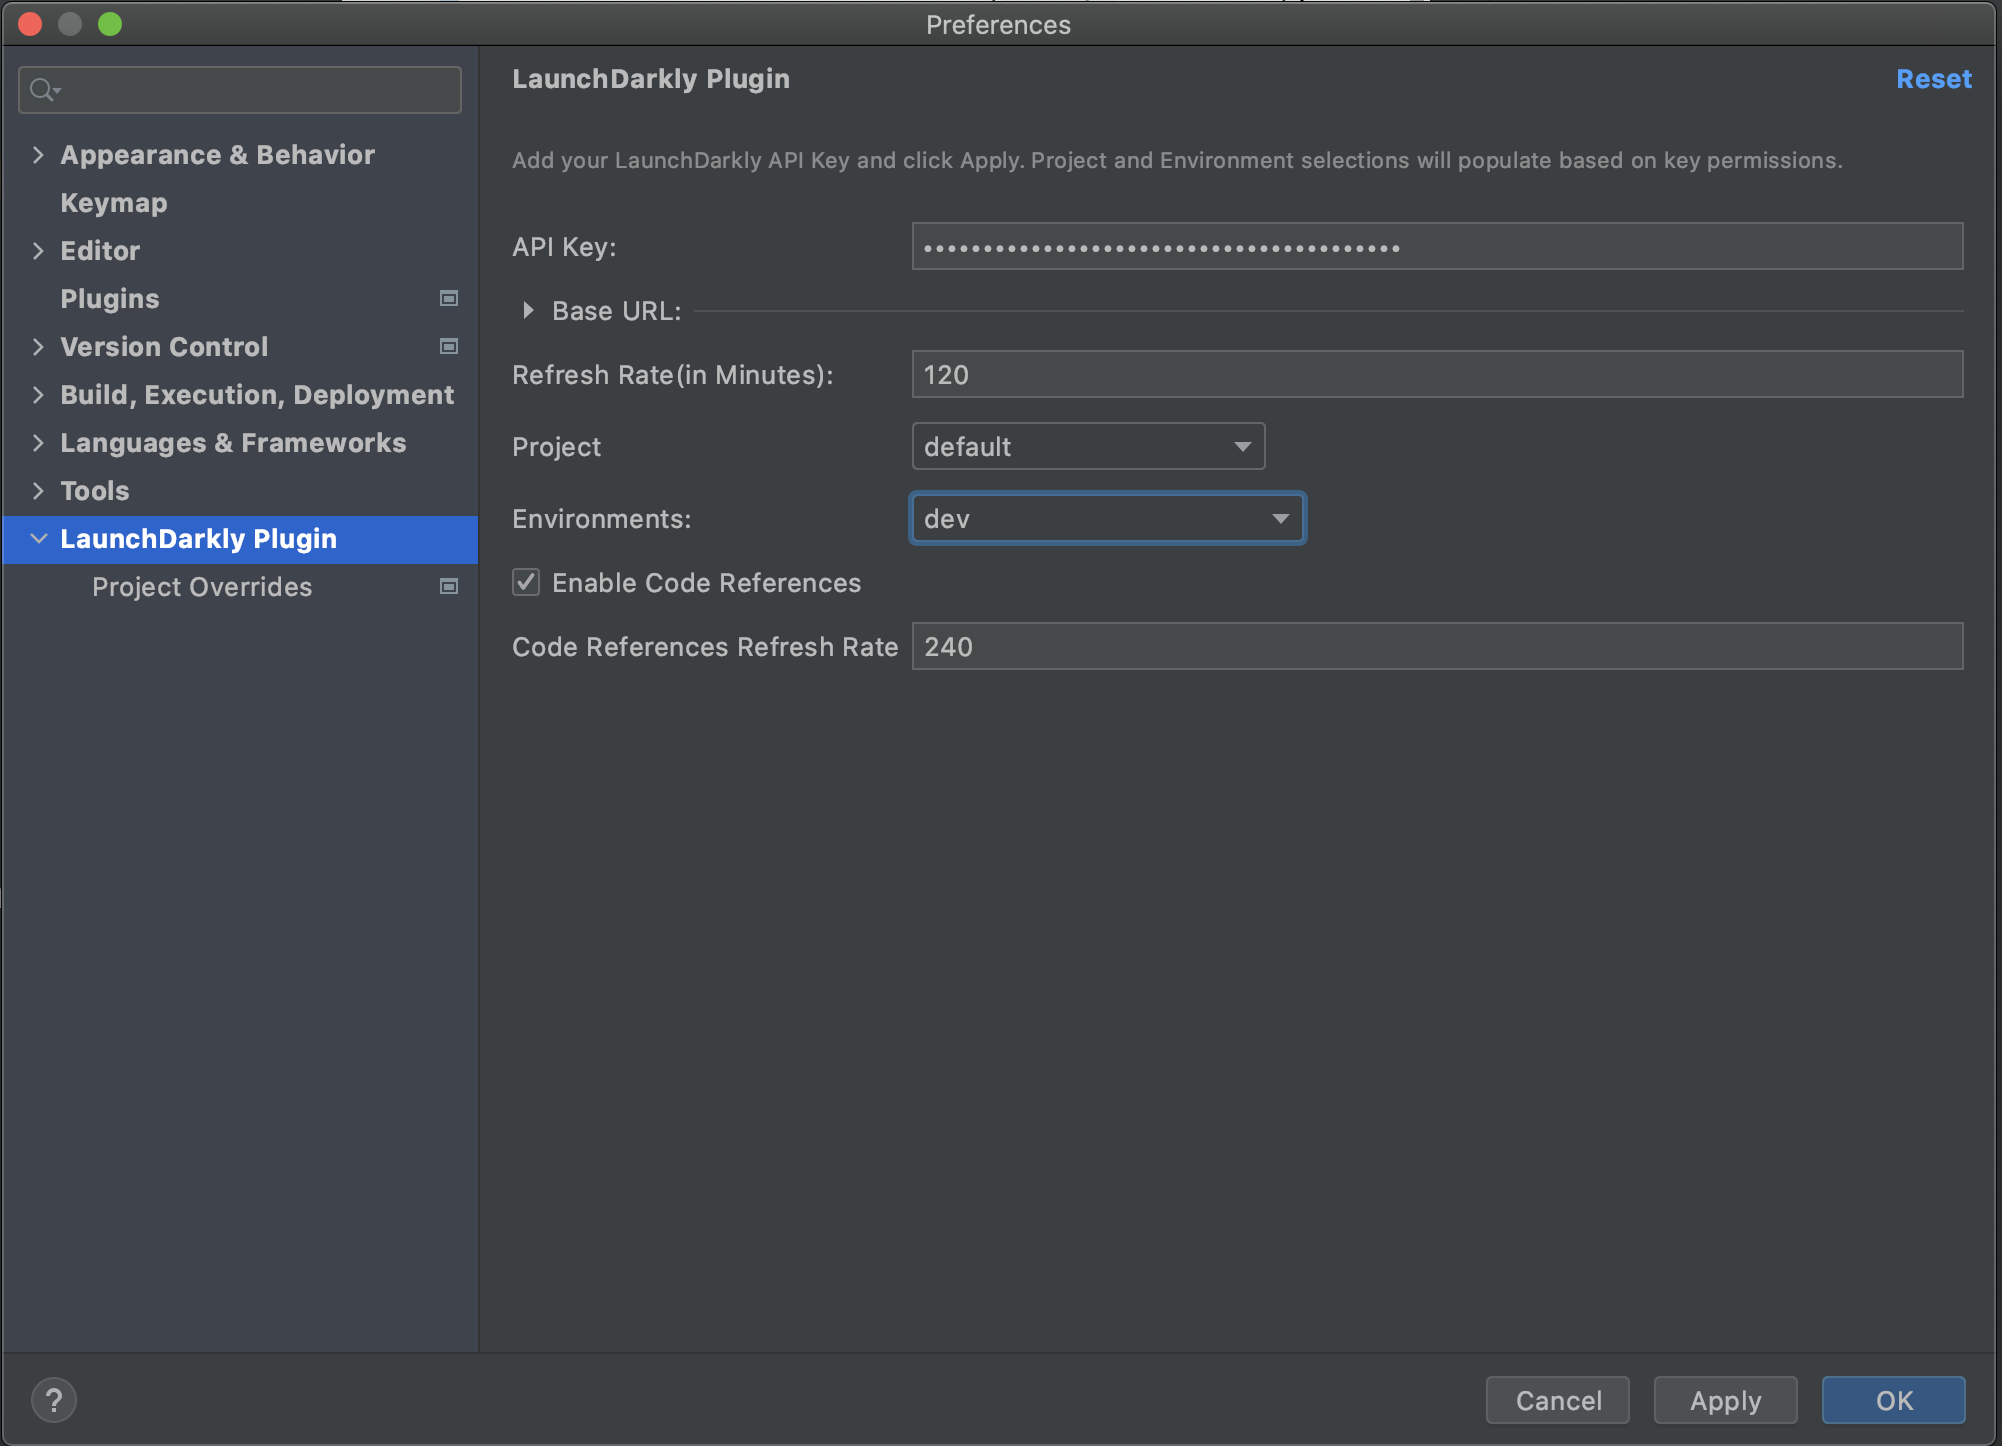 Preferences
Appearance & Behavior
Keymap
Editor
Plugins
Version Control
Build, Execution, Deployment
Languages & Frameworks
Tools
LaunchDarkly Plugin
Project Overrides
LaunchDarkly Plugin
Reset
Add your LaunchDarkly API Key and click Apply. Project and Environment selections will populate based on key permissions.
API Key: ••••••••••••••••••••••••••••••••••••••••
Base URL:
Refresh Rate(in Minutes): 120
Project default
Environments: dev
Enable Code References
Code References Refresh Rate 240
? Cancel Apply OK